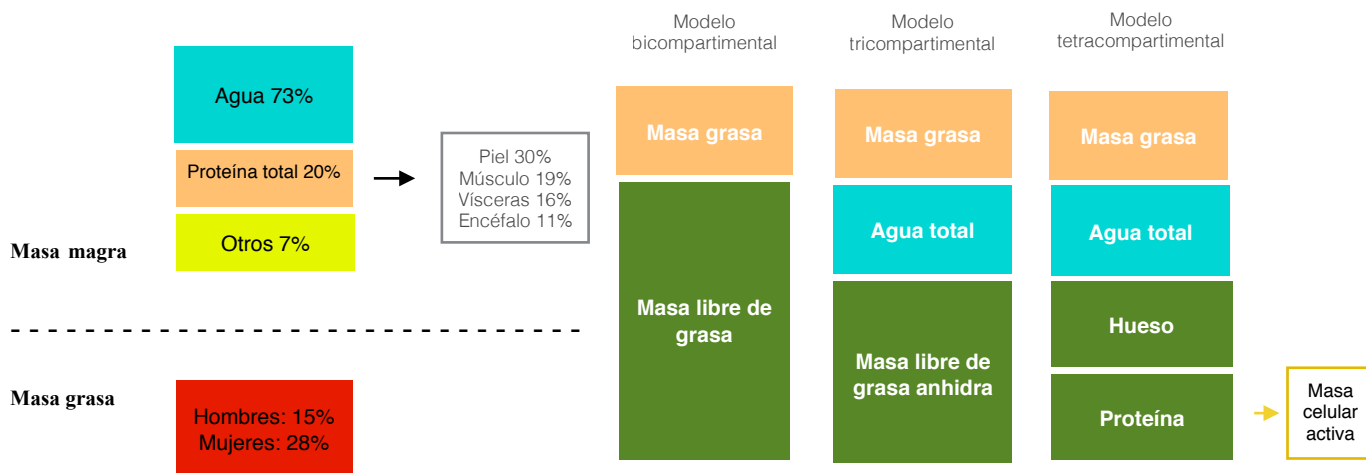 Agua 73%
Proteína total 20%
Otros 7%
Masa magra
Piel 30%
Músculo 19%
Vísceras 16%
Encéfalo 11%
Masa grasa
Hombres: 15%
Mujeres: 28%
Modelo
bicompartimental
Masa grasa
Masa libre de
grasa
Modelo
tricompartimental
Masa grasa
Agua total
Masa libre de
grasa anhidra
Modelo
tetracompartimental
Masa grasa
Agua total
Hueso
Proteína
Masa
celular
activa